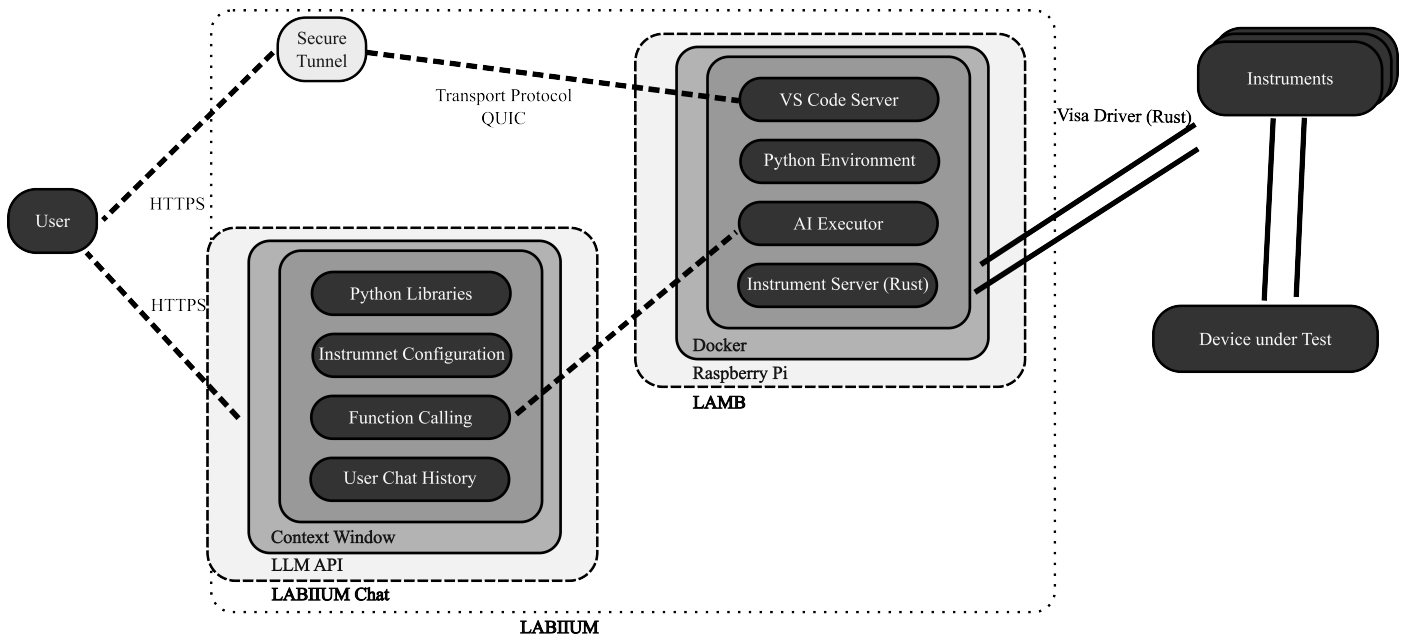 Secure
Tunnel
Transport Protocol
QUIC
HTTPS
User
HTTPS
Python Libraries
Instrumnet Configuration
Function Calling
User Chat History
Context Window
LLM API
LABIIUM Chat
VS Code Server
Python Environment
AI Executor
Instrument Server (Rust)
Docker
Raspberry Pi
LAMB
Visa Driver (Rust)
Instruments
Device under Test
LABIIUM